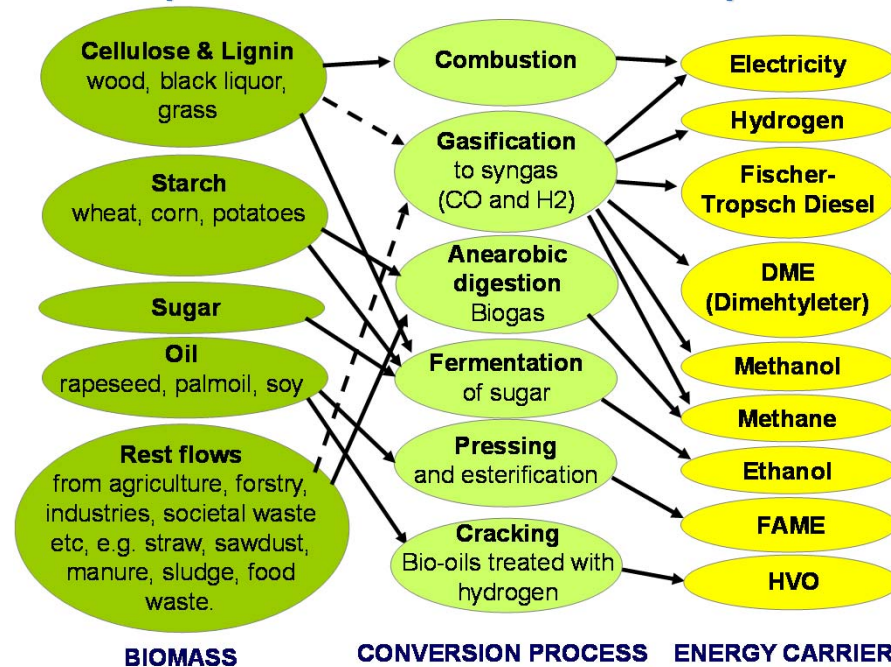 Cellulose & Lignin
wood, black liquor,
grass
Starch
wheat, corn, potatoes
Sugar
Oil
rapeseed, palmoil, soy
Rest flows
from agriculture, forstry,
industries, societal waste
etc, e.g. straw, sawdust,
manure, sludge, food
waste.
BIOMASS
Combustion
Gasification
to syngas
(CO and H2)
Anearobic
digestion
Biogas
Fermentation
of sugar
Pressing
and esterification
Cracking
Bio-oils treated with
hydrogen
CONVERSION PROCESS
Electricity
Hydrogen
Fischer-
Tropsch Diesel
DME
(Dimehtyleter)
Methanol
Methane
Ethanol
FAME
HVO
ENERGY CARRIER